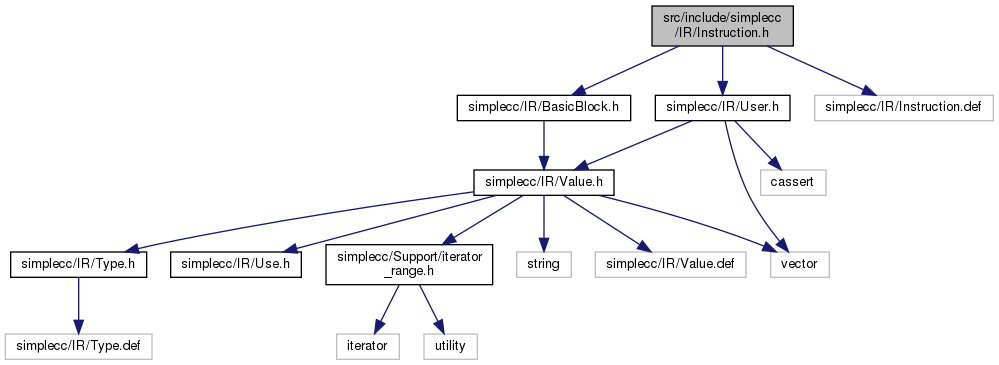 src/include/simplecc
/IR/Instruction.h
simplecc/IR/BasicBlock.h
simplecc/IR/User.h
simplecc/IR/Instruction.def
simplecc/IR/Value.h
cassert
simplecc/IR/Type.h
simplecc/IR/Use.h
simplecc/Support/iterator
_range.h
string
simplecc/IR/Value.def
vector
simplecc/IR/Type.def
iterator
utility